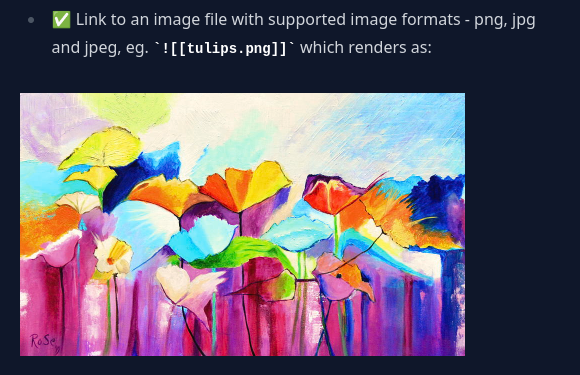 ✅ Link to an image file with supported image formats - png, jpg
and jpeg, eg. `![[tulips.png]]` which renders as:
RoSe